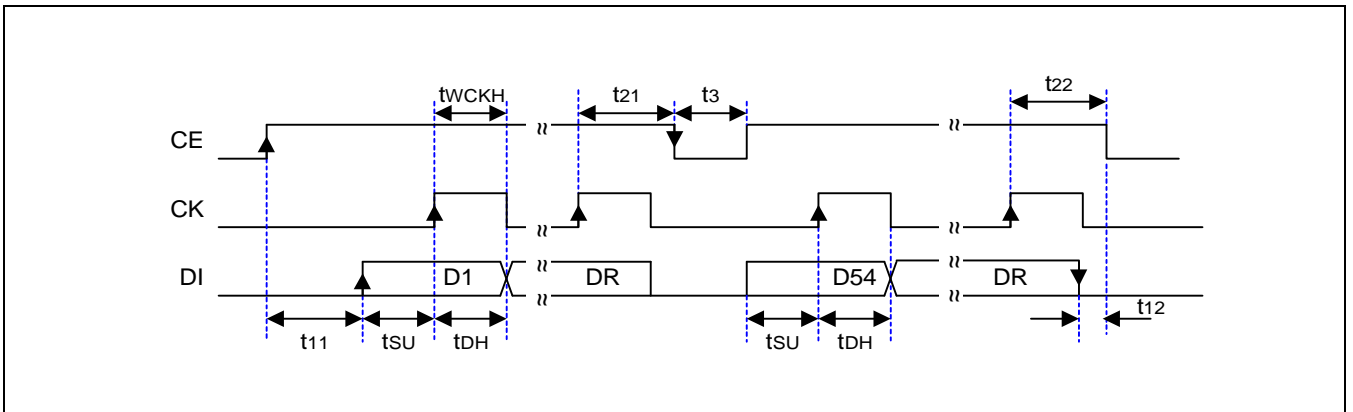 tWCKH t21 t3 t22
CE
CK
DI D1 DR D54 DR
t11 tSU tDH tSU tDH t12